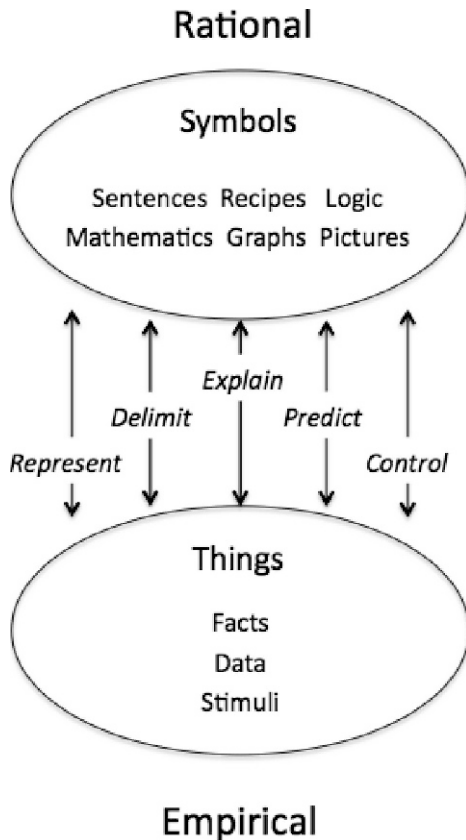 Rational
Symbols
Sentences Recipes Logic
Mathematics Graphs Pictures
Explain
Delimit Predict
Represent Control
Things
Facts
Data
Stimuli
Empirical